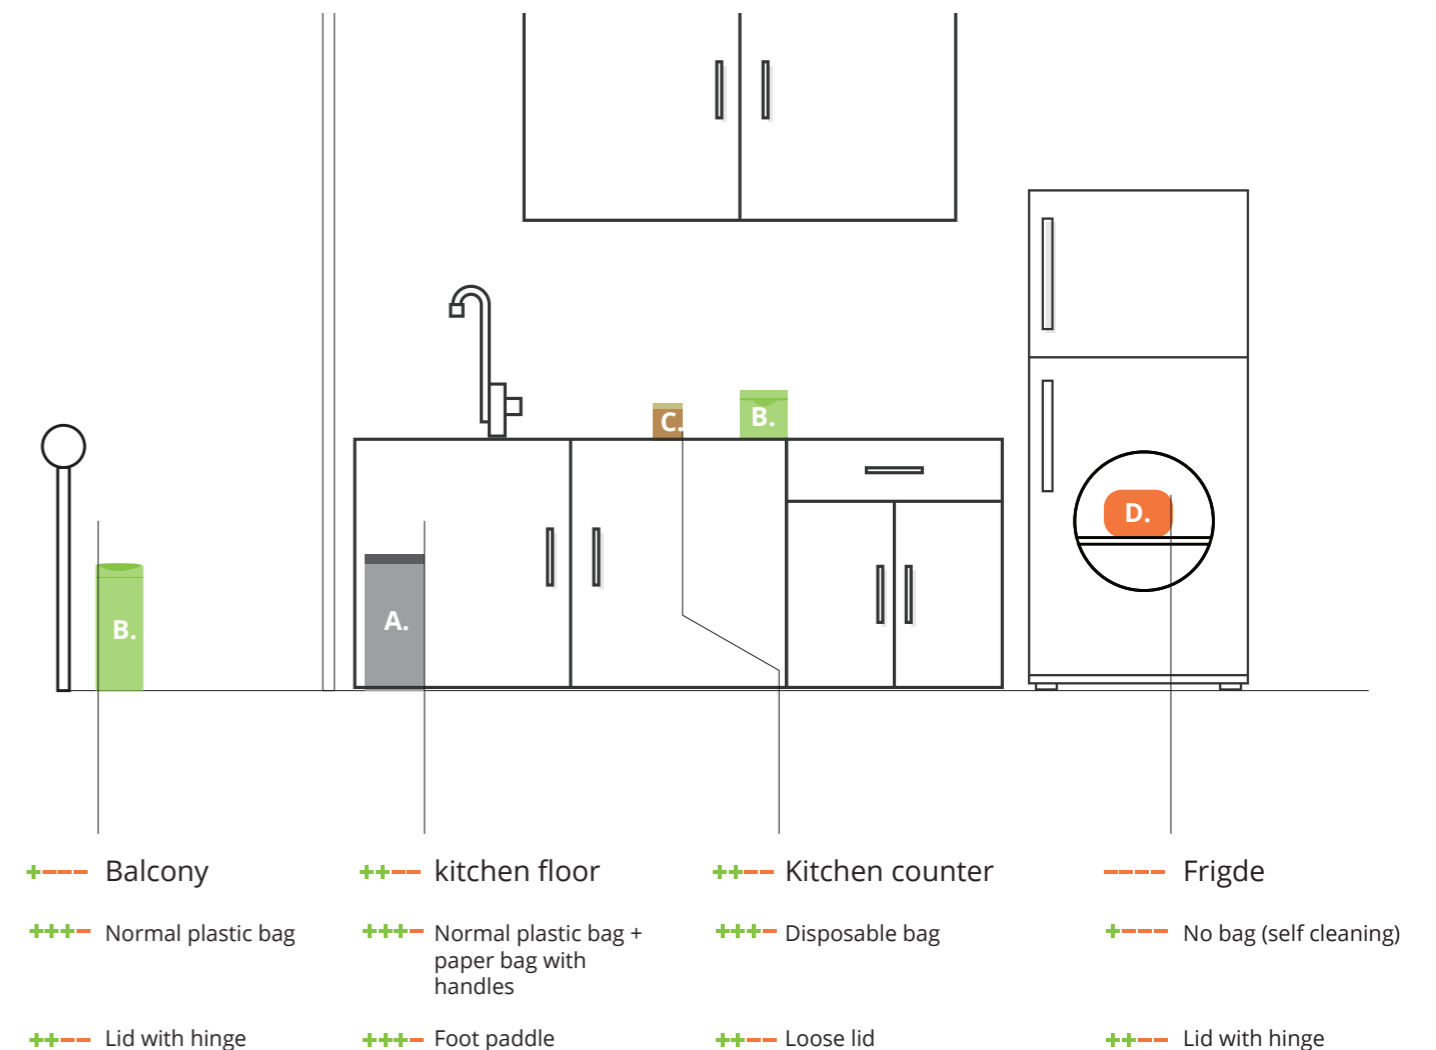 C.
B.
D.
B.
A.
+--- Balcony
++-- kitchen floor
++-- Kitchen counter
---- Frigde
+++- Normal plastic bag
+++- Normal plastic bag +
paper bag with
handles
+++- Disposable bag
+--- No bag (self cleaning)
++-- Lid with hinge
+++- Foot paddle
++-- Loose lid
++-- Lid with hinge